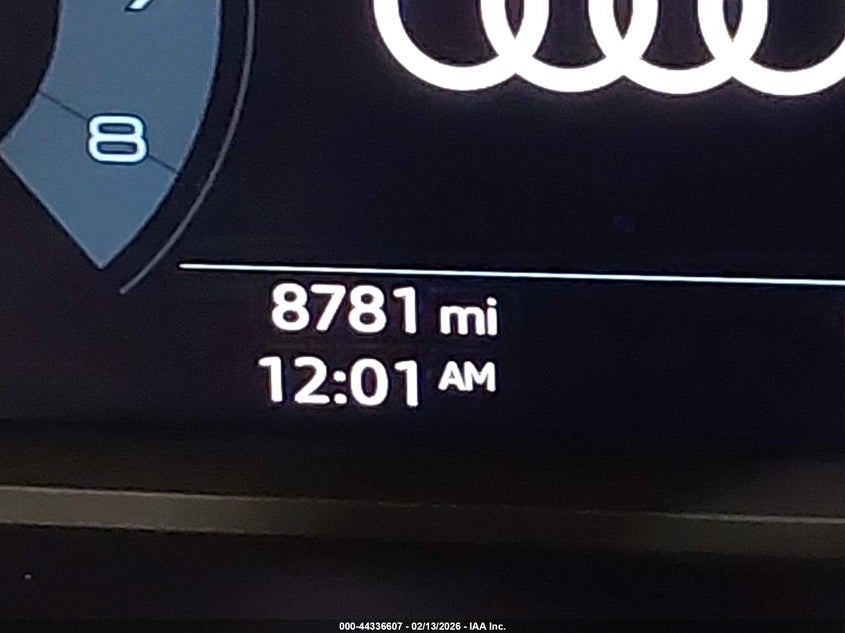 8
8781 mi
12:01 AM
000-44336607 - 02/13/2026 - IAA Inc.